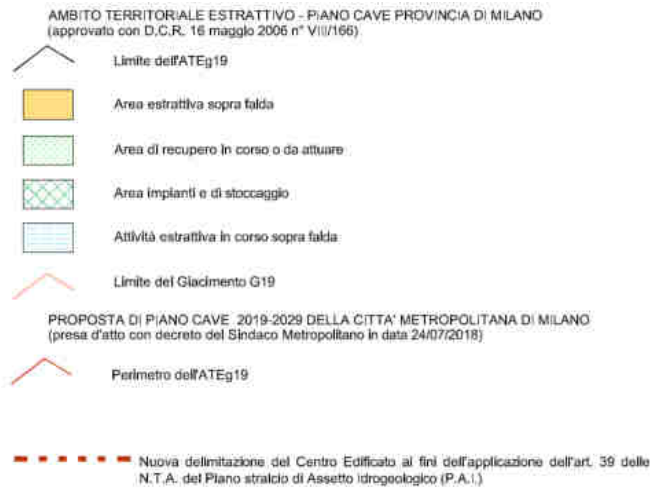 AMBITO TERRITORIALE ESTRATTIVO - PIANO CAVE PROVINCIA DI MILANO
(approvato con D.C.R. 16 maggio 2006 n° VIII/166)
Limite dell'ATEg19
Area estrattiva sopra falda
Area di recupero in corso o da attuare
Area impianti e di stoccaggio
Attività estrattiva in corso sopra falda
Limite del Giacimento G19
PROPOSTA DI PIANO CAVE 2019-2029 DELLA CITTA' METROPOLITANA DI MILANO
(presa d'atto con decreto del Sindaco Metropolitano in data 24/07/2018)
Perimetro dell'ATEg19
Nuova delimitazione del Centro Edificato ai fini dell'applicazione dell'art. 39 delle
N.T.A. del Piano stralcio di Assetto Idrogeologico (P.A.I.)